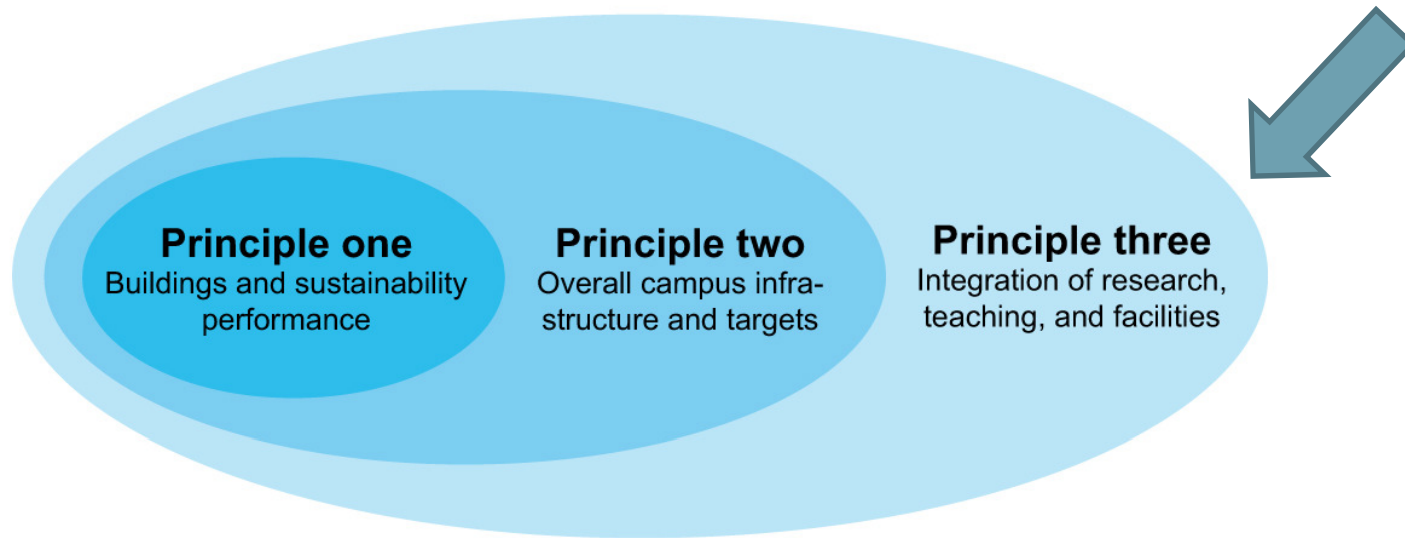 Principle one
Buildings and sustainability
performance
Principle two
Overall campus infra-
structure and targets
Principle three
Integration of research,
teaching, and facilities